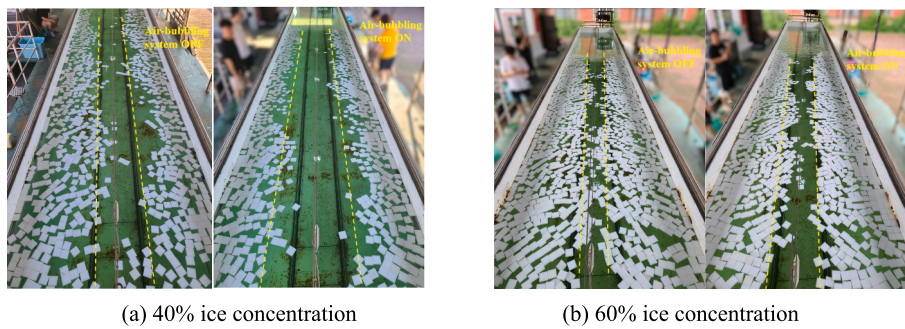 Air-bubbling
system OFF
Air-bubbling
system ON
Air-bubbling
system OFF
Air-bubbling
system ON
(a) 40% ice concentration
(b) 60% ice concentration